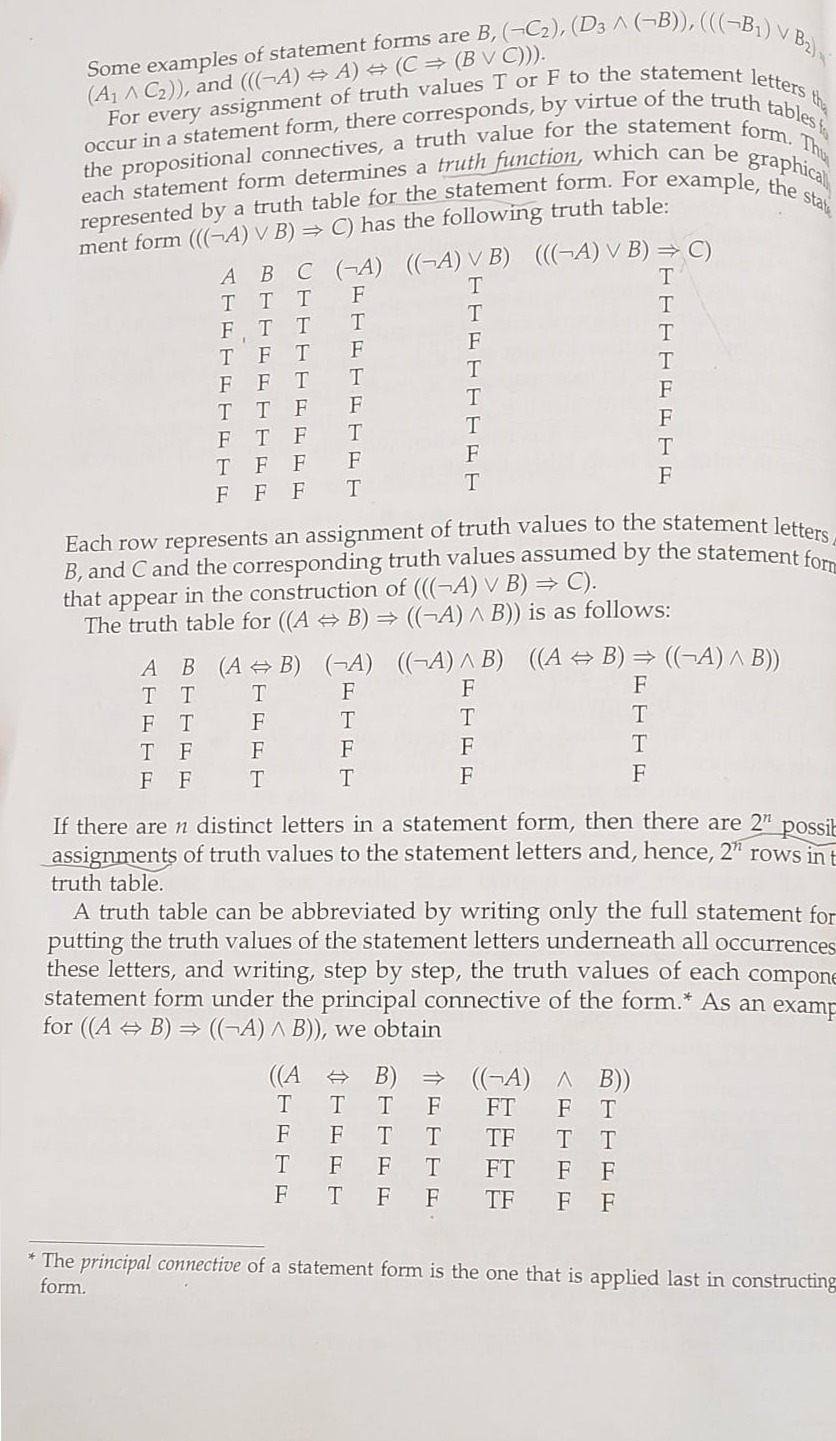 Some examples of statement forms are B, (¬C₂), (D₃ ∧ (¬B)), (((¬B₁) ∨ B₂) ⇒
(A₁ ∧ C₂)), and (((¬A) ⇔ A) ⇔ (C ⇒ (B ∨ C))).
For every assignment of truth values T or F to the statement letters
occur in a statement form, there corresponds, by virtue of the truth tables
the propositional connectives, a truth value for the statement form.
each statement form determines a truth function, which can be graphical
represented by a truth table for the statement form. For example, the state
ment form (((¬A) ∨ B) ⇒ C) has the following truth table:
A B C (¬A) ((¬A) ∨ B) (((¬A) ∨ B) ⇒ C)
T T T F T T
F T T T T T
T F T F F T
F F T T T T
T T F F T F
F T F T T F
T F F F F T
F F F T T F
Each row represents an assignment of truth values to the statement letters
B, and C and the corresponding truth values assumed by the statement form
that appear in the construction of (((¬A) ∨ B) ⇒ C).
The truth table for ((A ⇔ B) ⇒ ((¬A) ∧ B)) is as follows:
A B (A ⇔ B) (¬A) ((¬A) ∧ B) ((A ⇔ B) ⇒ ((¬A) ∧ B))
T T T F F F
F T F T T T
T F F F F T
F F T T F F
If there are n distinct letters in a statement form, then there are 2ⁿ possib
assignments of truth values to the statement letters and, hence, 2ⁿ rows in t
truth table.
A truth table can be abbreviated by writing only the full statement for
putting the truth values of the statement letters underneath all occurrences
these letters, and writing, step by step, the truth values of each compone
statement form under the principal connective of the form.* As an examp
for ((A ⇔ B) ⇒ ((¬A) ∧ B)), we obtain
((A ⇔ B) ⇒ ((¬A) ∧ B))
T T T F FT F T
F F T T TF T T
T F F T FT F F
F T F F TF F F
* The principal connective of a statement form is the one that is applied last in constructing
form.